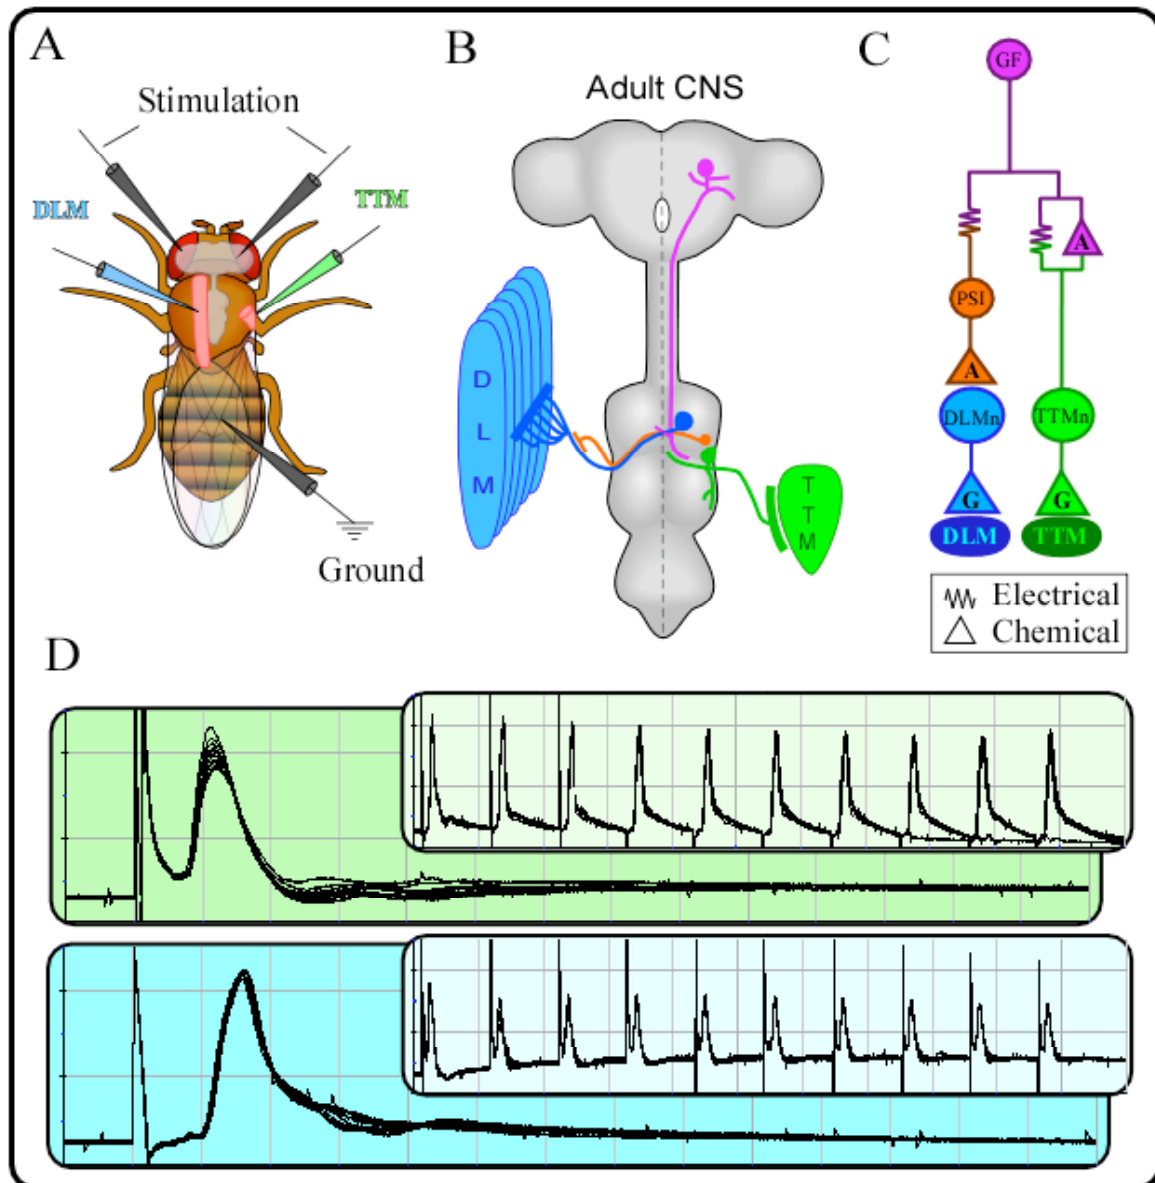 A
Stimulation
DLM
TTM
Ground
B
Adult CNS
D
L
M
T
T
M
C
GF
A
PSI
A
DLMn
TTMn
G
G
DLM
TTM
Electrical
Chemical
D